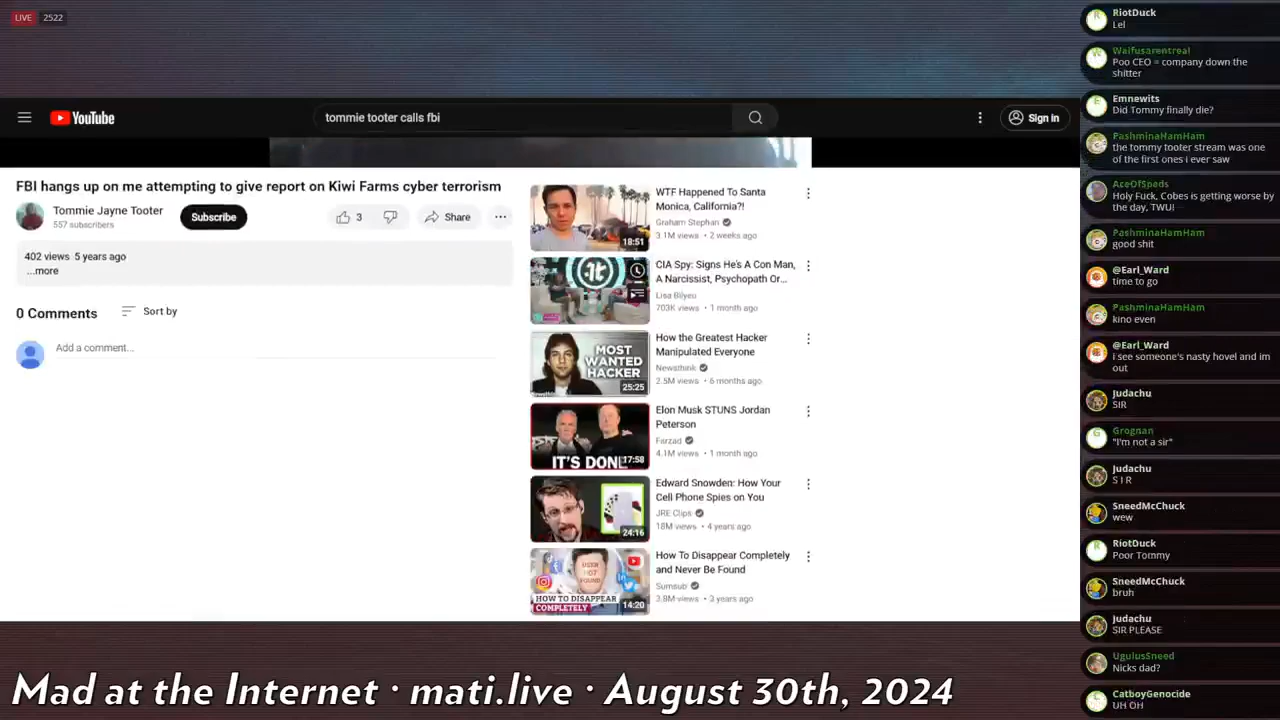 LIVE 2522
YouTube
tommie tooter calls fbi
Sign in
FBI hangs up on me attempting to give report on Kiwi Farms cyber terrorism
Tommie Jayne Tooter
557 subscribers
Subscribe
3
Share
402 views 5 years ago
...more
0 Comments
Sort by
Add a comment...
18:51
WTF Happened To Santa
Monica, California?!
Graham Stephan
3.1M views • 2 weeks ago
CIA Spy: Signs He's A Con Man,
A Narcissist, Psychopath Or...
Lisa Bilyeu
703K views • 1 month ago
MOST
WANTED
HACKER
25:25
How the Greatest Hacker
Manipulated Everyone
Newsthink
2.5M views • 6 months ago
IT'S DONE
17:58
Elon Musk STUNS Jordan
Peterson
Farzad
4.1M views • 1 month ago
24:16
Edward Snowden: How Your
Cell Phone Spies on You
JRE Clips
18M views • 4 years ago
USER
NOT
FOUND
HOW TO DISAPPEAR
COMPLETELY
14:20
How To Disappear Completely
and Never Be Found
Sumsub
3.8M views • 3 years ago
RiotDuck
Lel
Waifusarentreal
Poo CEO = company down the
shitter
Emnewits
Did Tommy finally die?
PashminaHamHam
the tommy tooter stream was one
of the first ones i ever saw
AceOfSpeds
Holy Fuck, Cobes is getting worse by
the day, TWU!
PashminaHamHam
good shit
@Earl_Ward
time to go
PashminaHamHam
kino even
@Earl_Ward
i see someone's nasty hovel and im
out
Judachu
SIR
Grognan
"I'm not a sir"
Judachu
S I R
SneedMcChuck
wew
RiotDuck
Poor Tommy
SneedMcChuck
bruh
Judachu
SIR PLEASE
UgulusSneed
Nicks dad?
CatboyGenocide
UH OH
Mad at the Internet · mati.live · August 30th, 2024